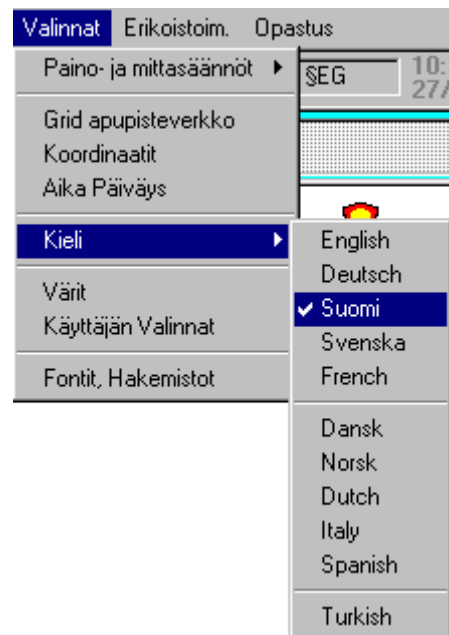 Valinnat Erikoistoim. Opastus
Paino- ja mittasäännöt
§EG 10:
27/
Grid apupisteverkko
Koordinaatit
Aika Päiväys
Kieli
English
Deutsch
Värit
Suomi
Käyttäjän Valinnat
Svenska
Fontit, Hakemistot
French
Dansk
Norsk
Dutch
Italy
Spanish
Turkish